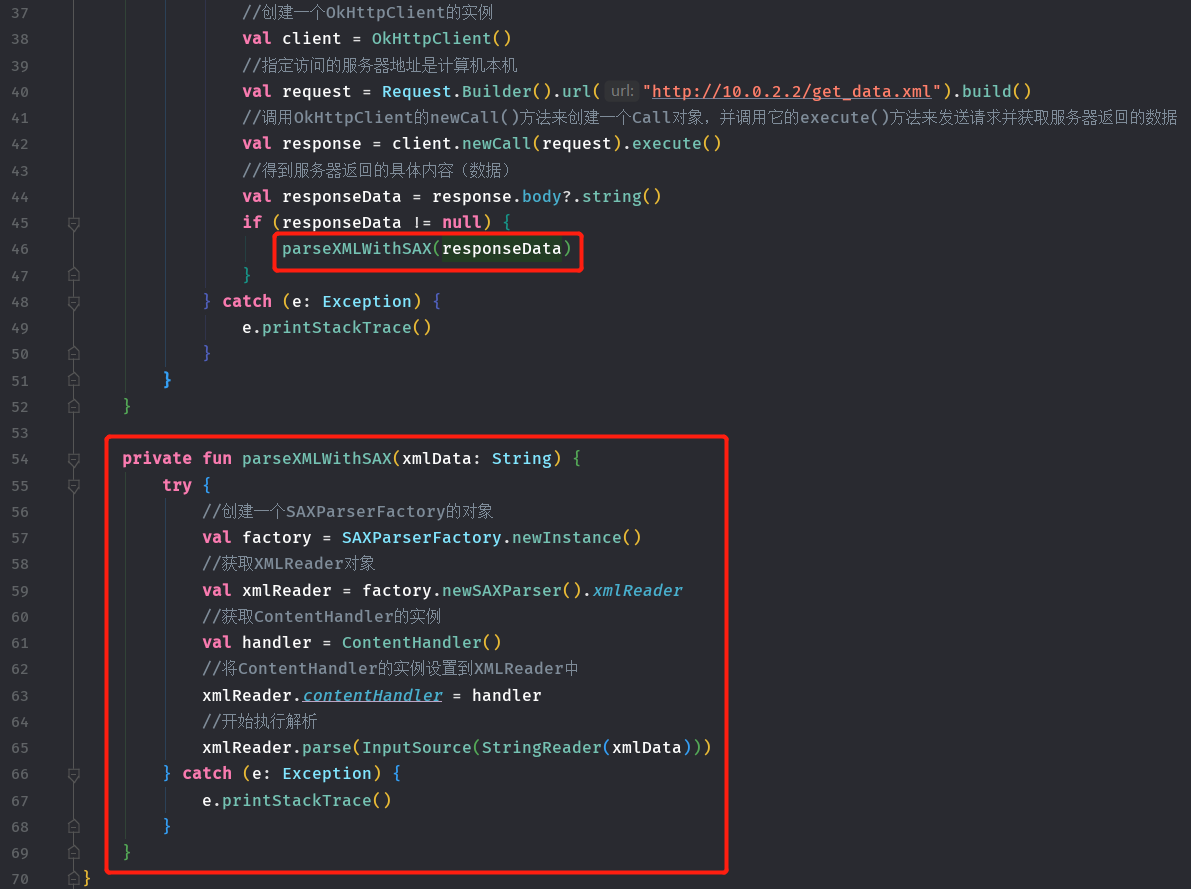 37 //创建一个OkHttpClient的实例
38 val client = OkHttpClient()
39 //指定访问的服务器地址是计算机本机
40 val request = Request.Builder().url( url: "http://10.0.2.2/get_data.xml").build()
41 //调用OkHttpClient的newCall()方法来创建一个Call对象，并调用它的execute()方法来发送请求并获取服务器返回的数据
42 val response = client.newCall(request).execute()
43 //得到服务器返回的具体内容（数据）
44 val responseData = response.body?.string()
45 if (responseData != null) {
46 parseXMLWithSAX(responseData)
47 }
48 } catch (e: Exception) {
49 e.printStackTrace()
50 }
51 }
52 }
53
54 private fun parseXMLWithSAX(xmlData: String) {
55 try {
56 //创建一个SAXParserFactory的对象
57 val factory = SAXParserFactory.newInstance()
58 //获取XMLReader对象
59 val xmlReader = factory.newSAXParser().xmlReader
60 //获取ContentHandler的实例
61 val handler = ContentHandler()
62 //将ContentHandler的实例设置到XMLReader中
63 xmlReader.contentHandler = handler
64 //开始执行解析
65 xmlReader.parse(InputSource(StringReader(xmlData)))
66 } catch (e: Exception) {
67 e.printStackTrace()
68 }
69 }
70 }